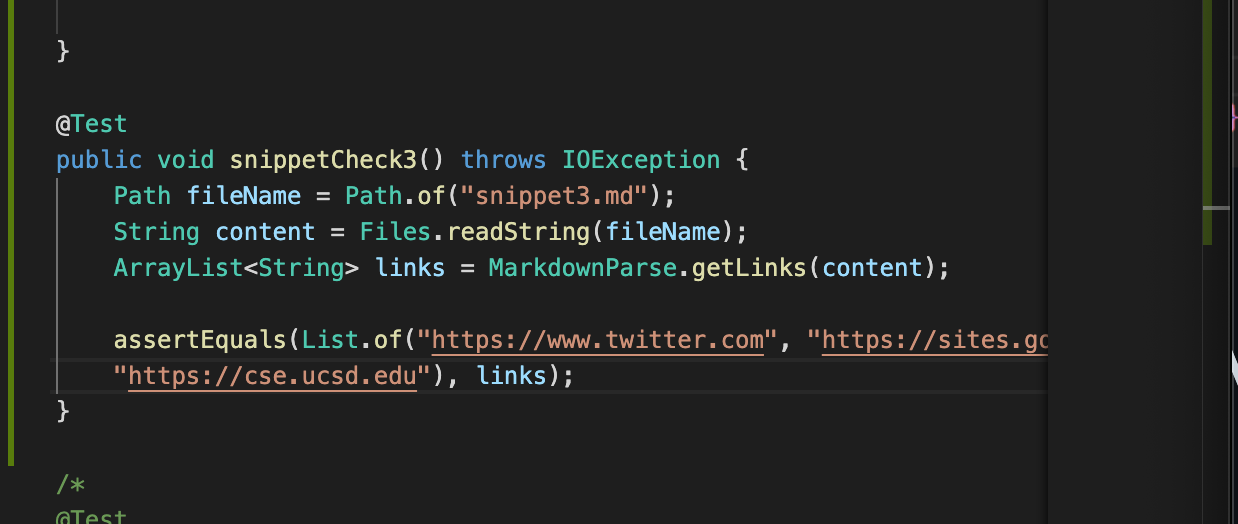 }
@Test
public void snippetCheck3() throws IOException {
Path fileName = Path.of("snippet3.md");
String content = Files.readString(fileName);
ArrayList<String> links = MarkdownParse.getLinks(content);
assertEquals(List.of("https://www.twitter.com", "https://sites.go
"https://cse.ucsd.edu"), links);
}
/*
@Test